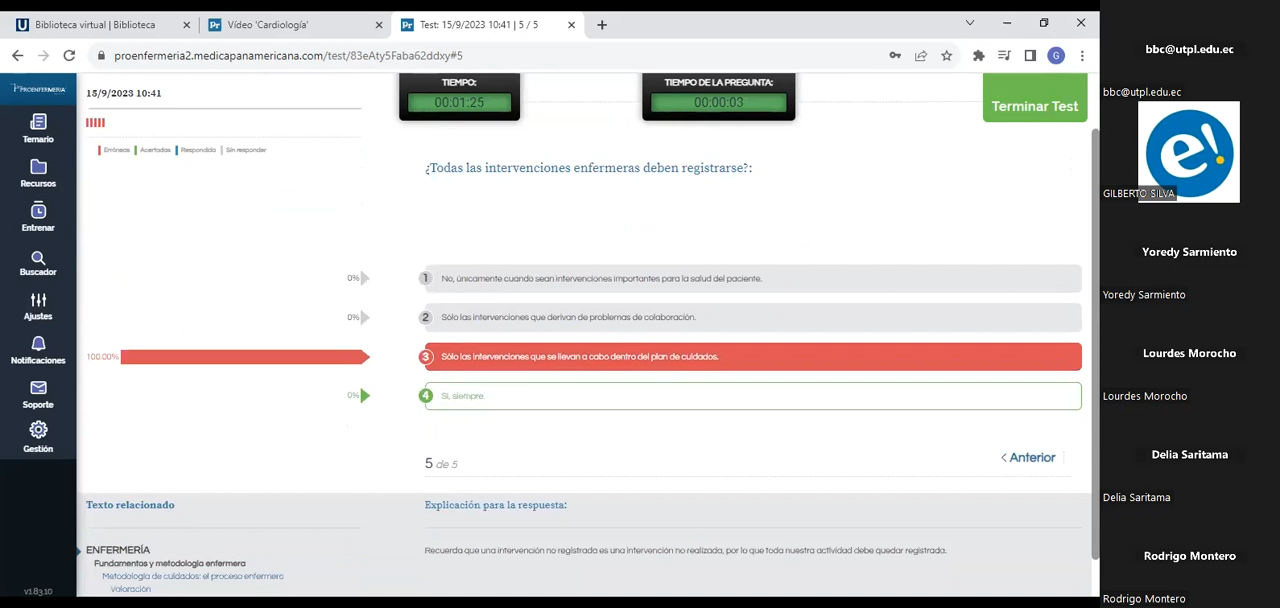 Biblioteca virtual | Biblioteca
Vídeo 'Cardiología'
Test: 15/9/2023 10:41 | 5 / 5
proenfermeria2.medicapanamericana.com/test/83eAty5Faba62ddxy#5
G
PROENFERMERIA
Temario
Recursos
Entrenar
Buscador
Ajustes
Notificaciones
Soporte
Gestión
v1.83.10
15/9/2023 10:41
Erróneas Acertadas Respondida Sin responder
TIEMPO:
00:01:25
TIEMPO DE LA PREGUNTA:
00:00:03
Terminar Test
¿Todas las intervenciones enfermeras deben registrarse?:
0% 1 No, únicamente cuando sean intervenciones importantes para la salud del paciente.
0% 2 Sólo las intervenciones que derivan de problemas de colaboración.
100.00% 3 Sólo las intervenciones que se llevan a cabo dentro del plan de cuidados.
0% 4 Sí, siempre.
5 de 5
< Anterior
Texto relacionado
ENFERMERÍA
Fundamentos y metodología enfermera
Metodología de cuidados: el proceso enfermero
Valoración
Explicación para la respuesta:
Recuerda que una intervención no registrada es una intervención no realizada, por lo que toda nuestra actividad debe quedar registrada.
bbc@utpl.edu.ec
bbc@utpl.edu.ec
e!
GILBERTO SILVA
Yoredy Sarmiento
Yoredy Sarmiento
Lourdes Morocho
Lourdes Morocho
Delia Saritama
Delia Saritama
Rodrigo Montero
Rodrigo Montero